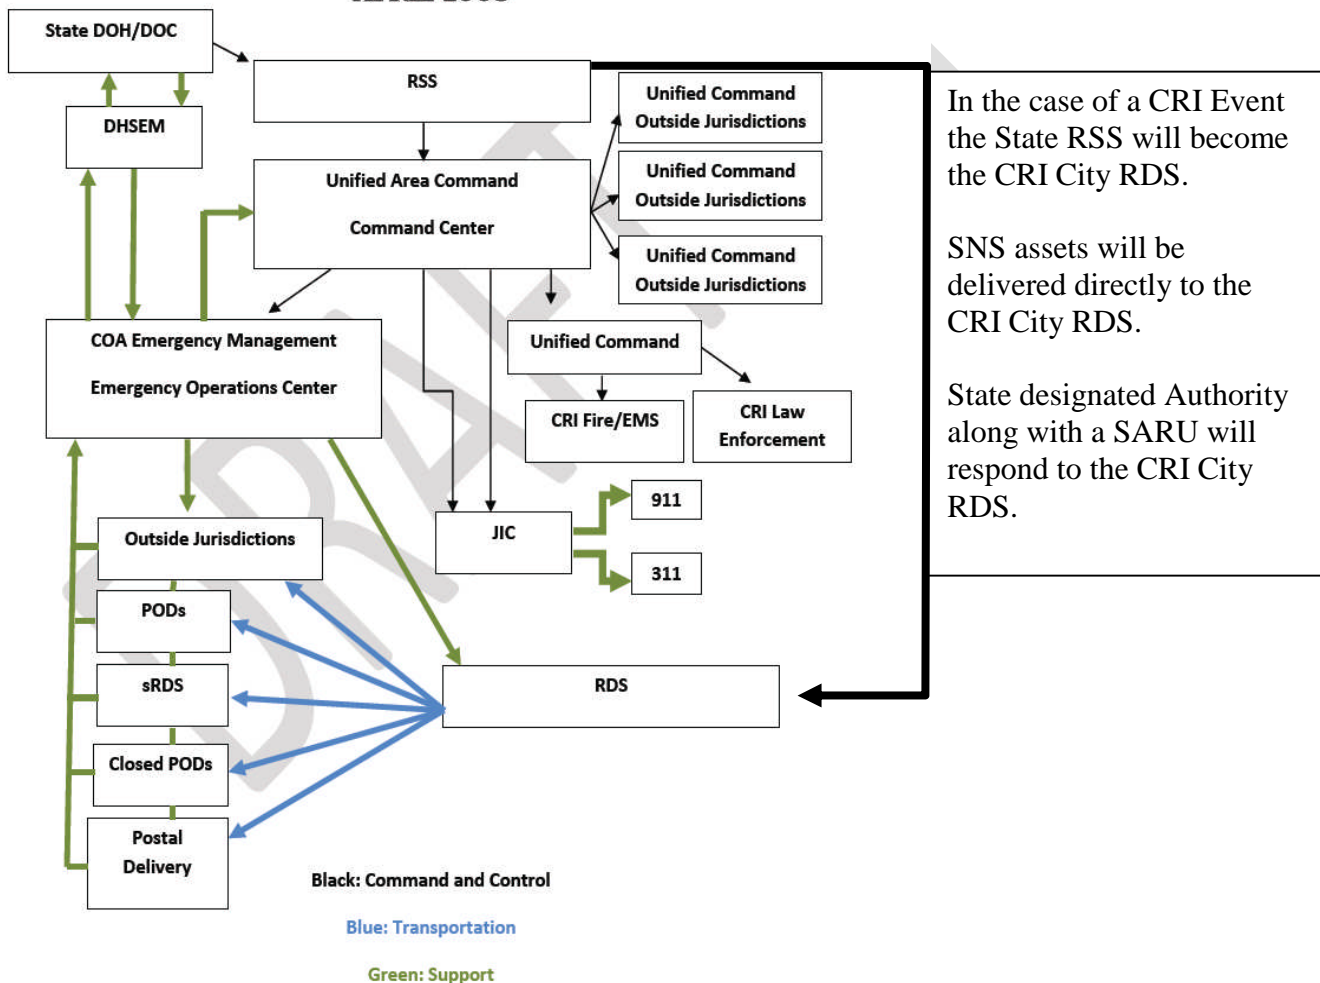 State DOH/DOC
RSS
DHSEM
Unified Command
Outside Jurisdictions
Unified Command
Outside Jurisdictions
Unified Command
Outside Jurisdictions
Unified Area Command
Command Center
COA Emergency Management
Emergency Operations Center
Unified Command
CRI Fire/EMS
CRI Law
Enforcement
911
JIC
311
Outside Jurisdictions
PODs
sRDS
RDS
Closed PODs
Postal
Delivery
In the case of a CRI Event
the State RSS will become
the CRI City RDS.
SNS assets will be
delivered directly to the
CRI City RDS.
State designated Authority
along with a SARU will
respond to the CRI City
RDS.
Black: Command and Control
Blue: Transportation
Green: Support
DRAFT